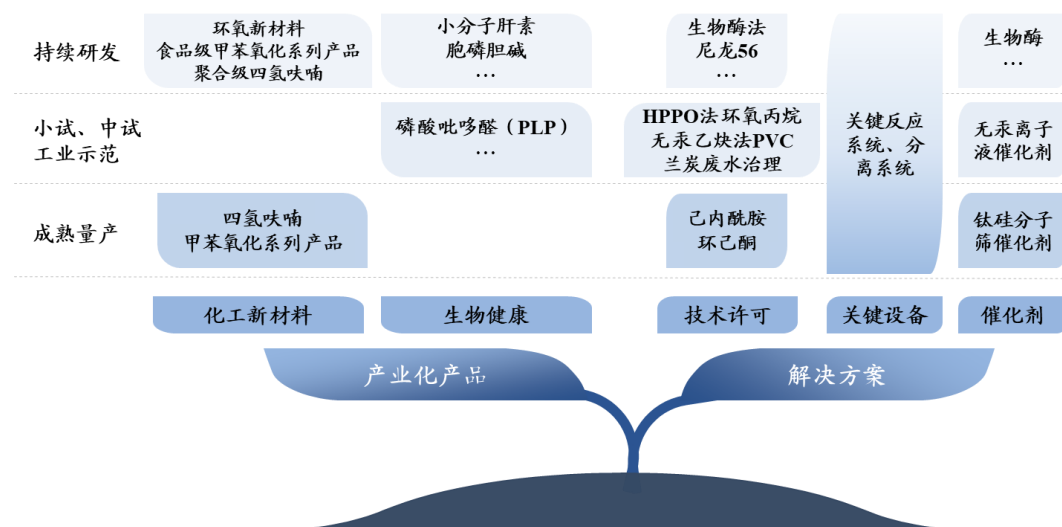 持续研发
环氧新材料
食品级甲苯氧化系列产品
聚合级四氢呋喃
小分子肝素
胞磷胆碱
…
生物酶法
尼龙56
…
生物酶
…
小试、中试
工业示范
磷酸吡哆醛（PLP）
…
HPPO法环氧丙烷
无汞乙炔法PVC
兰炭废水治理
关键反应
系统、分
离系统
无汞离子
液催化剂
成熟量产
四氢呋喃
甲苯氧化系列产品
己内酰胺
环己酮
钛硅分子
筛催化剂
化工新材料
生物健康
技术许可
关键设备
催化剂
产业化产品
解决方案